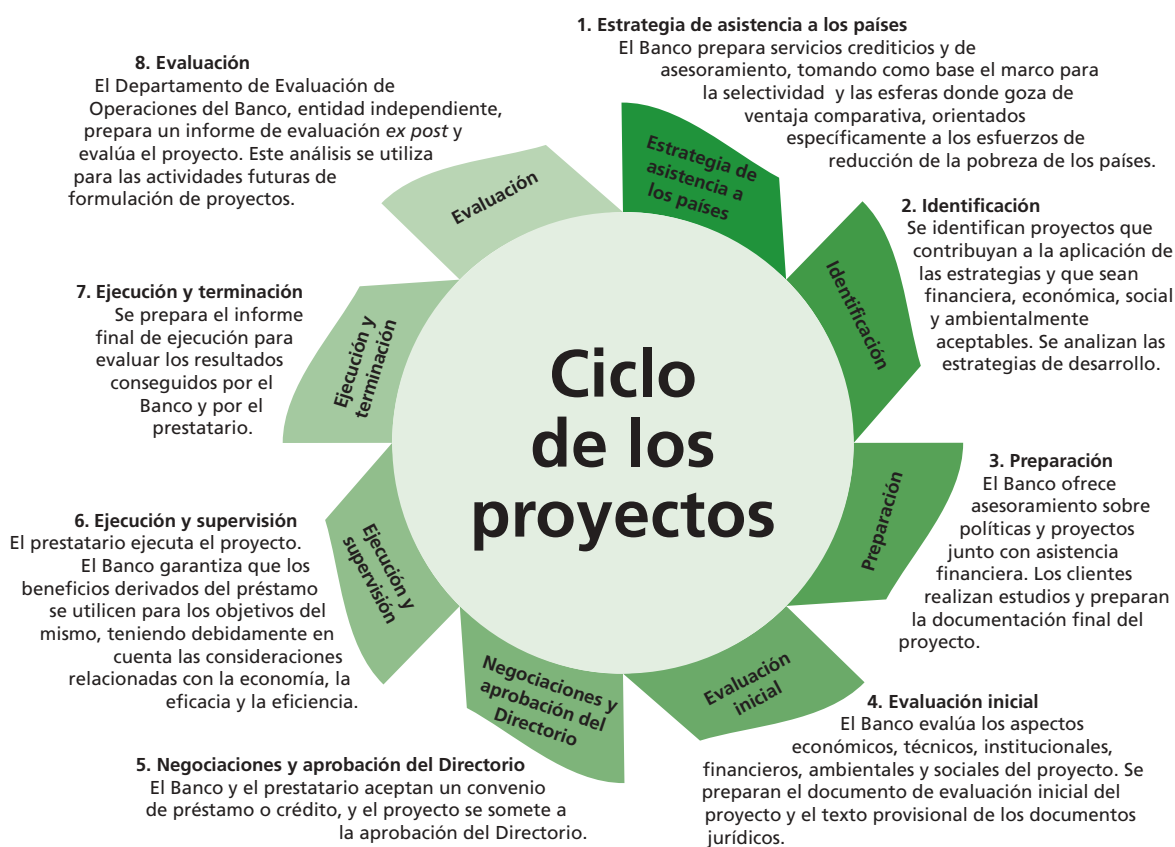 1. Estrategia de asistencia a los países
El Banco prepara servicios crediticios y de
asesoramiento, tomando como base el marco para
la selectividad y las esferas donde goza de
ventaja comparativa, orientados
específicamente a los esfuerzos de
reducción de la pobreza de los países.
2. Identificación
Se identifican proyectos que
contribuyan a la aplicación de
las estrategias y que sean
financiera, económica, social
y ambientalmente
aceptables. Se analizan las
estrategias de desarrollo.
3. Preparación
El Banco ofrece
asesoramiento sobre
políticas y proyectos
junto con asistencia
financiera. Los clientes
realizan estudios y preparan
la documentación final del
proyecto.
4. Evaluación inicial
El Banco evalúa los aspectos
económicos, técnicos, institucionales,
financieros, ambientales y sociales del proyecto. Se
preparan el documento de evaluación inicial del
proyecto y el texto provisional de los documentos
jurídicos.
5. Negociaciones y aprobación del Directorio
El Banco y el prestatario aceptan un convenio
de préstamo o crédito, y el proyecto se somete a
la aprobación del Directorio.
6. Ejecución y supervisión
El prestatario ejecuta el proyecto.
El Banco garantiza que los
beneficios derivados del préstamo
se utilicen para los objetivos del
mismo, teniendo debidamente en
cuenta las consideraciones
relacionadas con la economía, la
eficacia y la eficiencia.
7. Ejecución y terminación
Se prepara el informe
final de ejecución para
evaluar los resultados
conseguidos por el
Banco y por el
prestatario.
8. Evaluación
El Departamento de Evaluación de
Operaciones del Banco, entidad independiente,
prepara un informe de evaluación ex post y
evalúa el proyecto. Este análisis se utiliza
para las actividades futuras de
formulación de proyectos.
Estrategia de
asistencia a
los países
Identificación
Preparación
Evaluación
inicial
Negociaciones y
aprobación del
Directorio
Ejecución y
supervisión
Ejecución y
terminación
Evaluación
Ciclo
de los
proyectos